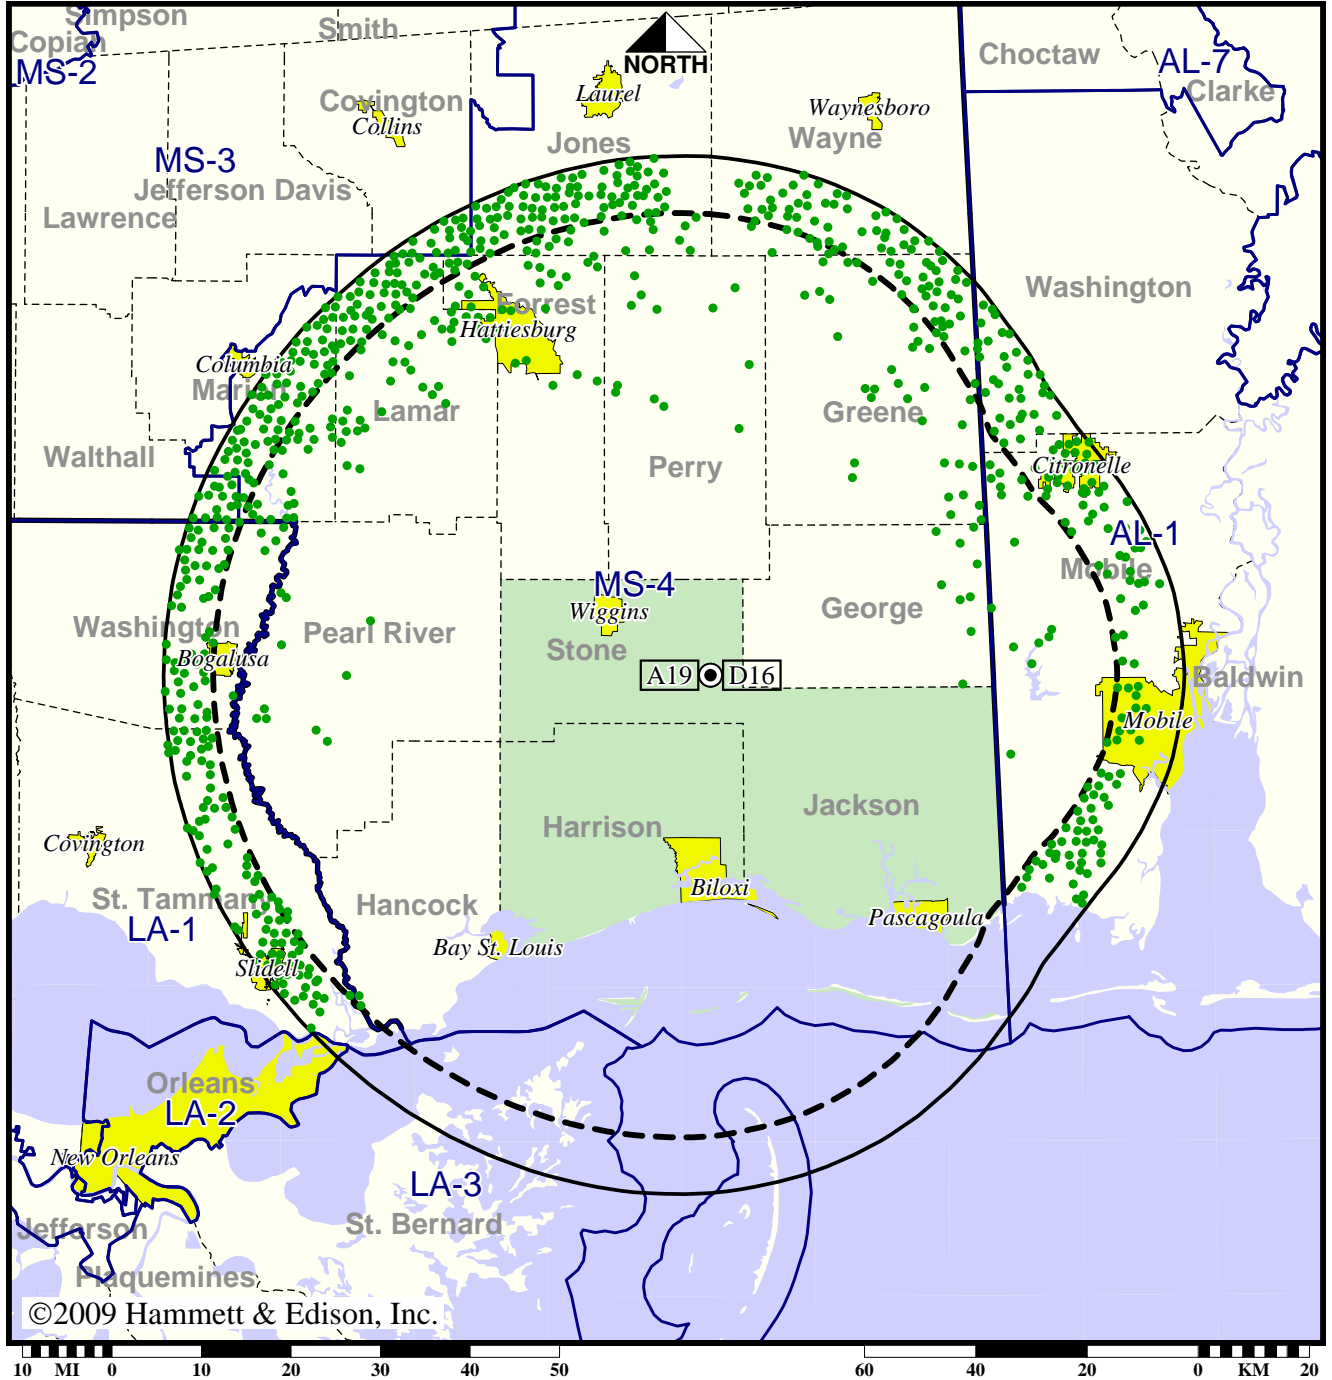 Simpson
Smith
Copiah
MS-2
Choctaw
AL-7
Clarke
NORTH
Covington
Collins
Laurel
Jones
Waynesboro
Wayne
MS-3
Jefferson Davis
Lawrence
Washington
Forrest
Hattiesburg
Columbia
Marion
Lamar
Greene
Walthall
Perry
Citronelle
AL-1
Mobile
MS-4
Wiggins
Stone
George
Washington
Bogalusa
Pearl River
A19 D16
Baldwin
Mobile
Jackson
Harrison
Covington
Biloxi
St. Tammany
LA-1
Hancock
Pascagoula
Bay St. Louis
Slidell
Orleans
LA-2
New Orleans
LA-3
St. Bernard
Jefferson
Plaquemines
©2009 Hammett & Edison, Inc.
10 MI 0 10 20 30 40 50 60 40 20 0 KM 20